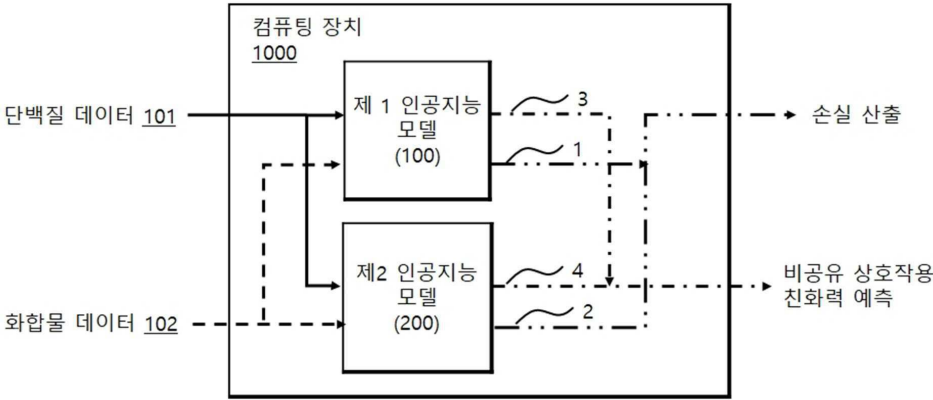 컴퓨팅 장치
1000
단백질 데이터 101
제 1 인공지능
모델
(100)
3
1
손실 산출
화합물 데이터 102
제2 인공지능
모델
(200)
4
2
비공유 상호작용
친화력 예측